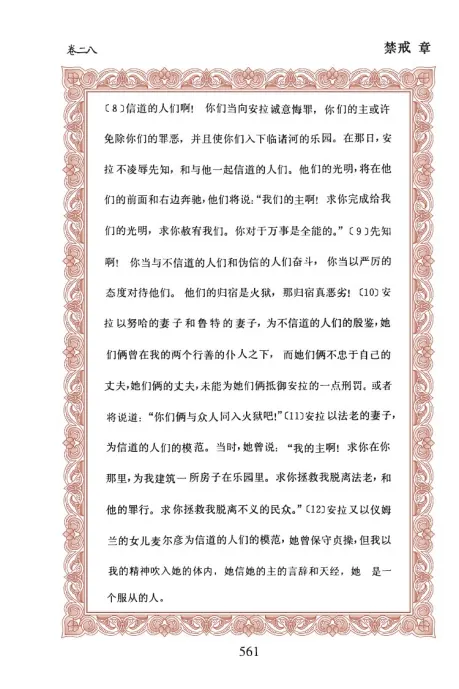 卷二八
禁戒 章
〔8〕信道的人们啊! 你们当向安拉诚意悔罪，你们的主或许
免除你们的罪恶，并且使你们入下临诸河的乐园。在那日，安
拉不凌辱先知，和与他一起信道的人们。他们的光明，将在他
们的前面和右边奔驰，他们将说：“我们的主啊! 求你完成给我
们的光明，求你赦宥我们。你对于万事是全能的。”〔9〕先知
啊! 你当与不信道的人们和伪信的人们奋斗，你当以严厉的
态度对待他们。他们的归宿是火狱，那归宿真恶劣!〔10〕安
拉以努哈的妻子和鲁特的妻子，为不信道的人们的殷鉴，她
们俩曾在我的两个行善的仆人之下，而她们俩不忠于自己的
丈夫，她们俩的丈夫，未能为她们俩抵御安拉的一点刑罚。或者
将说道：“你们俩与众人同入火狱吧!”〔11〕安拉以法老的妻子，
为信道的人们的模范。当时，她曾说：“我的主啊! 求你在你
那里，为我建筑一所房子在乐园里。求你拯救我脱离法老，和
他的罪行。求你拯救我脱离不义的民众。”〔12〕安拉又以仪姆
兰的女儿麦尔彦为信道的人们的模范，她曾保守贞操，但我以
我的精神吹入她的体内，她信她的主的言辞和天经，她 是一
个服从的人。
561